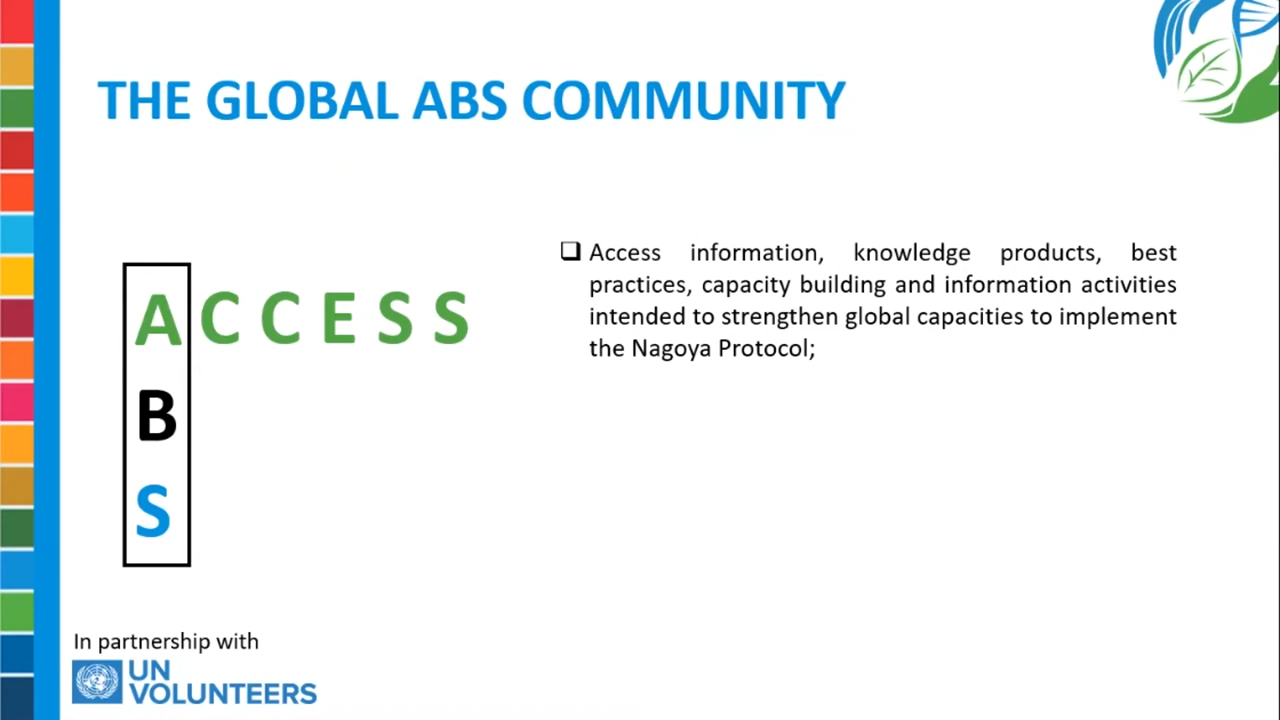 THE GLOBAL ABS COMMUNITY
❑ Access information, knowledge products, best
practices, capacity building and information activities
intended to strengthen global capacities to implement
the Nagoya Protocol;
ACCESS
B
S
In partnership with
UN
VOLUNTEERS